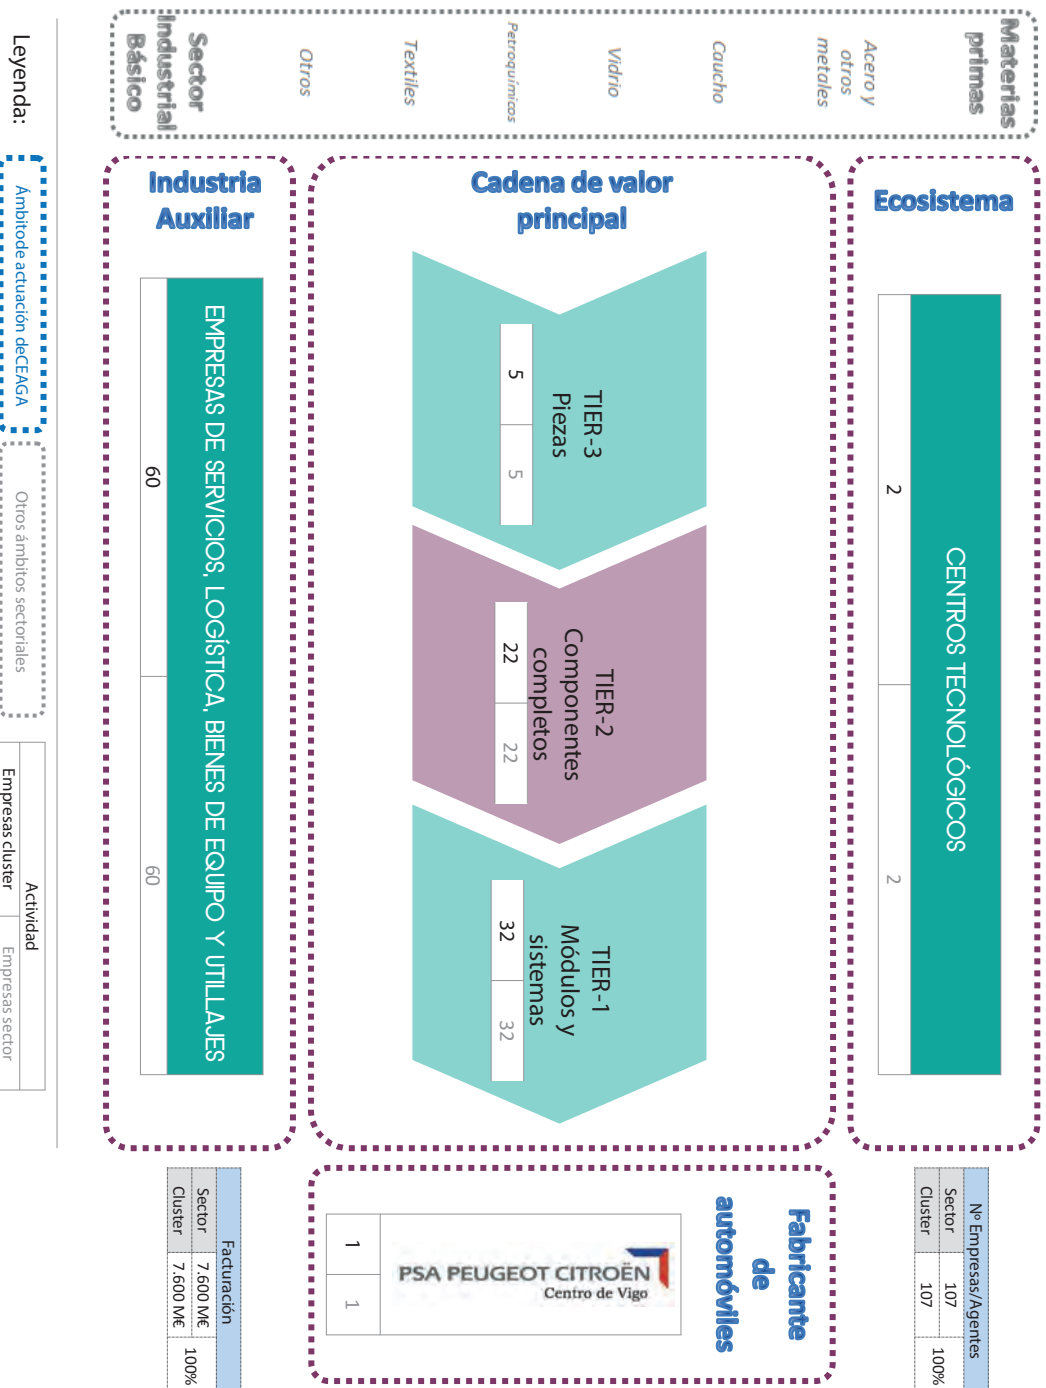 Materias
primas
Acero y
otros
metales
Caucho
Vidrio
Petroquímicos
Textiles
Otros
Sector
Industrial
Básico
Ecosistema
CENTROS TECNOLÓGICOS
2 2
Nº Empresas/Agentes
Sector 107 100%
Cluster 107
Cadena de valor
principal
TIER-3
Piezas
5 5
TIER-2
Componentes
completos
22 22
TIER-1
Módulos y
sistemas
32 32
Fabricante
de
automóviles
PSA PEUGEOT CITROËN
Centro de Vigo
1 1
Industria
Auxiliar
EMPRESAS DE SERVICIOS, LOGÍSTICA, BIENES DE EQUIPO Y UTILLAJES
60 60
Facturación
Sector 7.600 M€ 100%
Cluster 7.600 M€
Leyenda:
Ámbitode actuación deCEAGA
Otros ámbitos sectoriales
Actividad
Empresas cluster Empresas sector